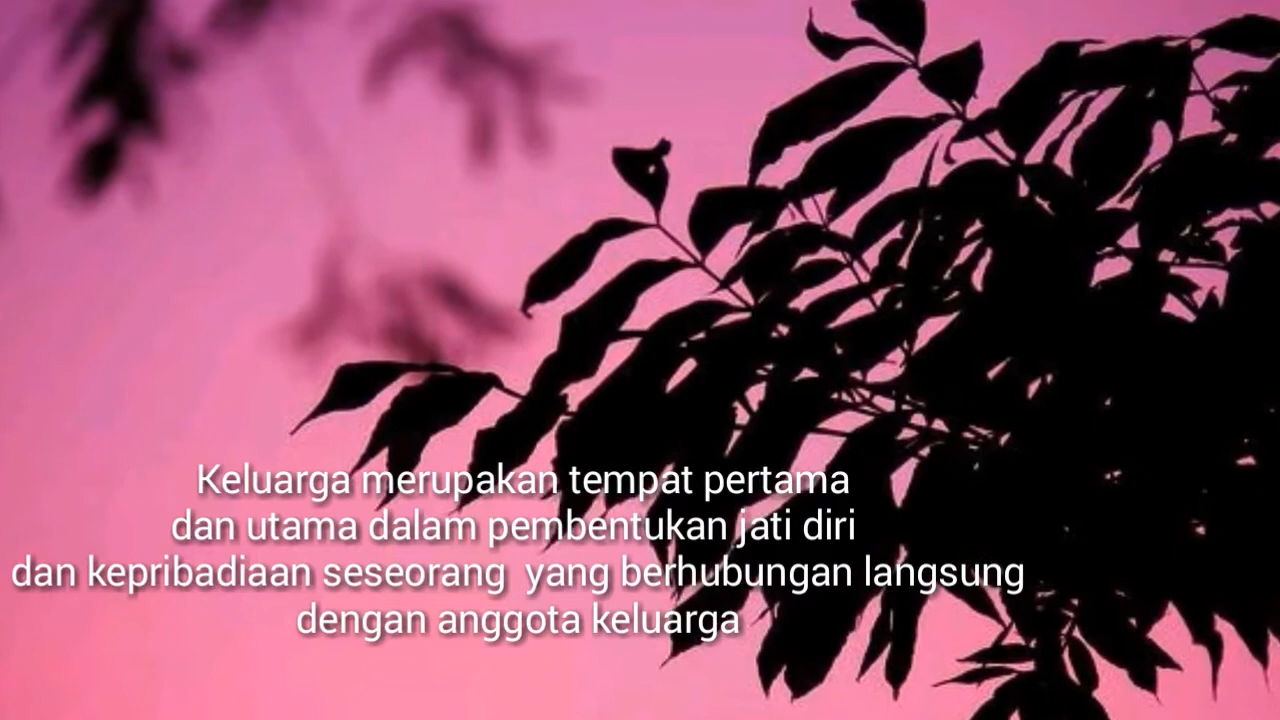 Keluarga merupakan tempat pertama
dan utama dalam pembentukan jati diri
dan kepribadiaan seseorang yang berhubungan langsung
dengan anggota keluarga